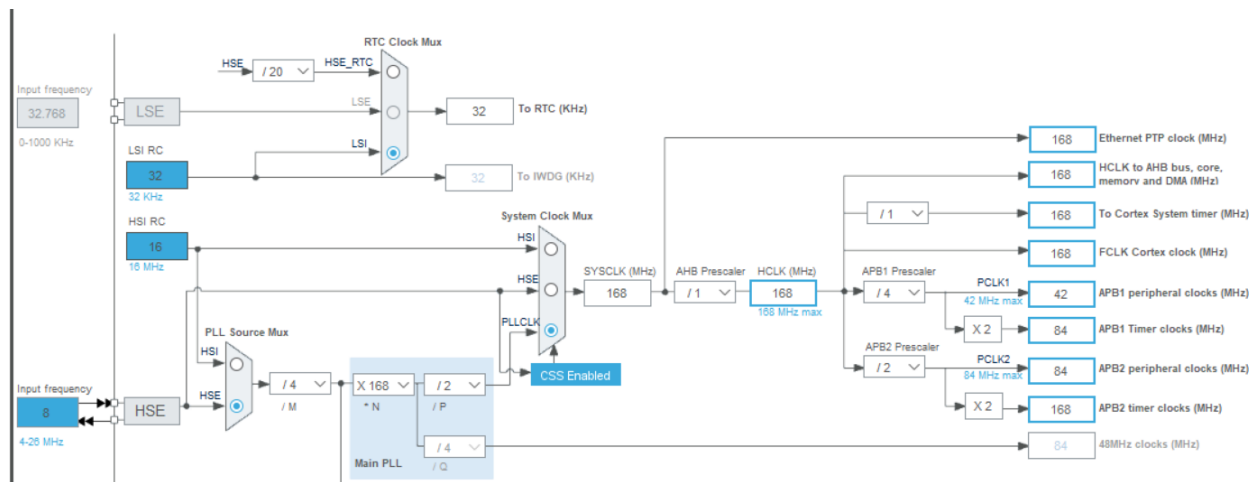 RTC Clock Mux
HSE
/ 20
HSE_RTC
Input frequency
32.768
0-1000 KHz
LSE
LSE
32
To RTC (KHz)
LSI RC
32
32 KHz
LSI
32
To IWDG (KHz)
HSI RC
16
16 MHz
System Clock Mux
HSI
HSE
PLLCLK
SYSCLK (MHz)
168
AHB Prescaler
/ 1
HCLK (MHz)
168
168 MHz max
CSS Enabled
168
Ethernet PTP clock (MHz)
168
HCLK to AHB bus, core,
memory and DMA (MHz)
/ 1
168
To Cortex System timer (MHz)
168
FCLK Cortex clock (MHz)
APB1 Prescaler
/ 4
PCLK1
42 MHz max
42
APB1 peripheral clocks (MHz)
X 2
84
APB1 Timer clocks (MHz)
APB2 Prescaler
/ 2
PCLK2
84 MHz max
84
APB2 peripheral clocks (MHz)
X 2
168
APB2 timer clocks (MHz)
84
48MHz clocks (MHz)
PLL Source Mux
HSI
HSE
Input frequency
8
4-26 MHz
HSE
/ 4
/ M
X 168
* N
/ 2
/ P
/ 4
/ Q
Main PLL